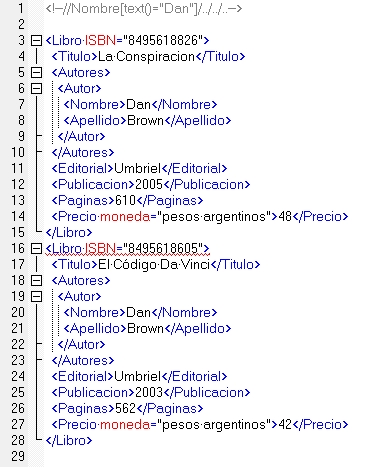 1 <!--//Nombre[text()="Dan"]/../../..-->
2
3 <Libro·ISBN="8495618826">
4 <Titulo>La·Conspiracion</Titulo>
5 <Autores>
6 <Autor>
7 <Nombre>Dan</Nombre>
8 <Apellido>Brown</Apellido>
9 </Autor>
10 </Autores>
11 <Editorial>Umbriel</Editorial>
12 <Publicacion>2005</Publicacion>
13 <Paginas>610</Paginas>
14 <Precio·moneda="pesos·argentinos">48</Precio>
15 </Libro>
16 <Libro·ISBN="8495618605">
17 <Titulo>El·Código·Da·Vinci</Titulo>
18 <Autores>
19 <Autor>
20 <Nombre>Dan</Nombre>
21 <Apellido>Brown</Apellido>
22 </Autor>
23 </Autores>
24 <Editorial>Umbriel</Editorial>
25 <Publicacion>2003</Publicacion>
26 <Paginas>562</Paginas>
27 <Precio·moneda="pesos·argentinos">42</Precio>
28 </Libro>
29